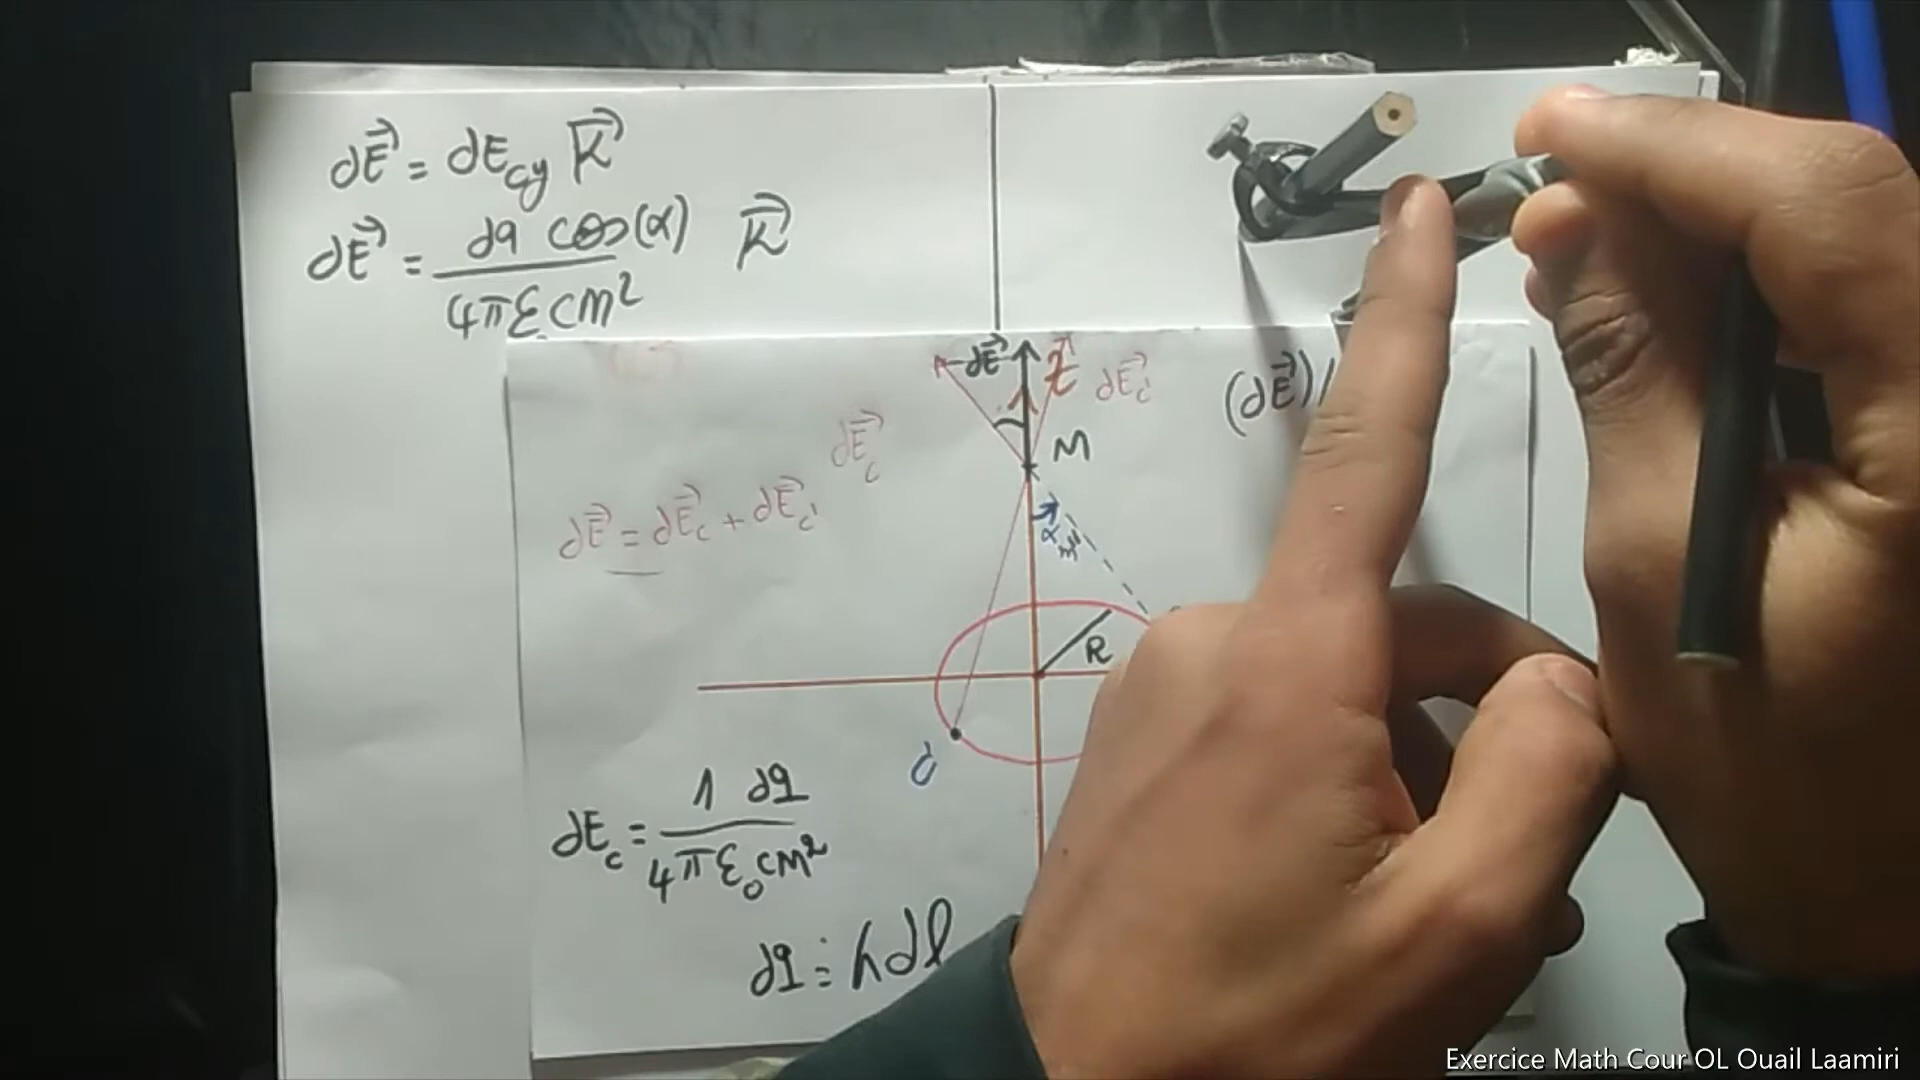 dE⃗ = dE_cy K⃗
dE⃗ = dq cos(α) / 4πε CM² K⃗
dE⃗ k⃗ dE⃗_c'
(dE⃗)/
dE⃗_c
M
dE⃗ = dE⃗_c + dE⃗_c'
α
R
c'
dE_c = 1 dq / 4πε₀CM²
dq = λdl
Exercice Math Cour OL Ouail Laamiri